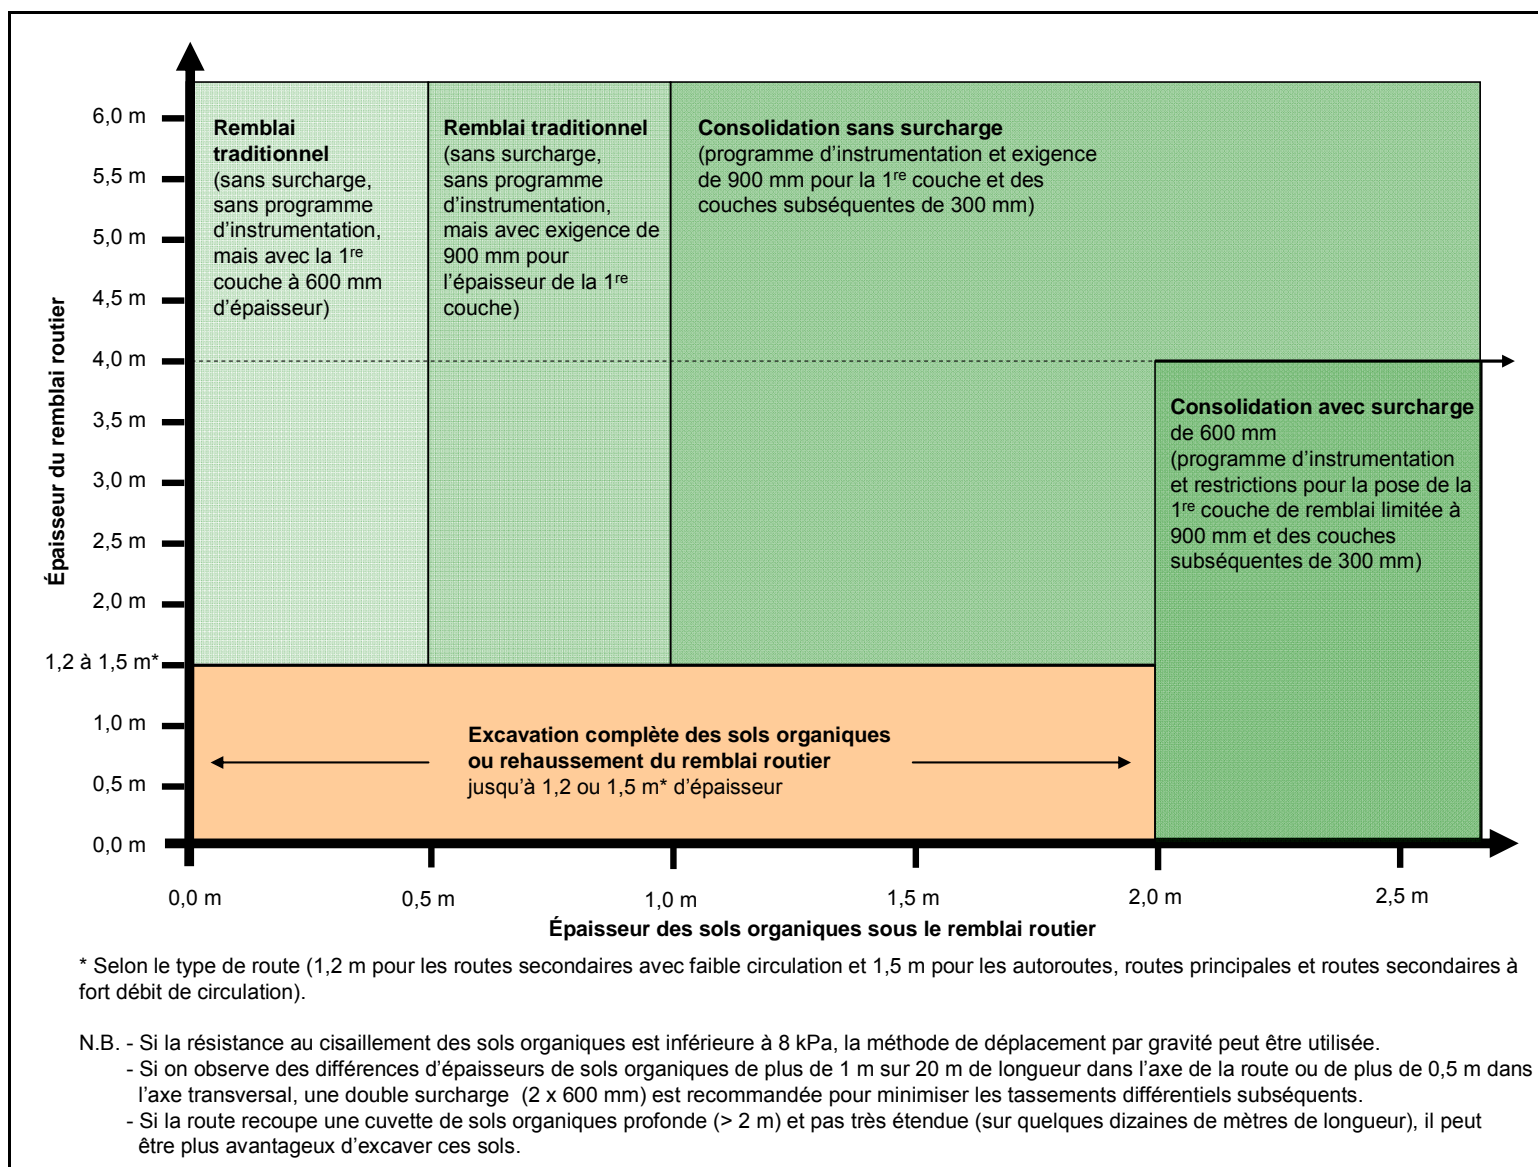 6,0 m
5,5 m
5,0 m
4,5 m
4,0 m
3,5 m
3,0 m
2,5 m
2,0 m
1,2 à 1,5 m*
1,0 m
0,5 m
0,0 m
Épaisseur du remblai routier
Remblai
traditionnel
(sans surcharge,
sans programme
d’instrumentation,
mais avec la 1re
couche à 600 mm
d’épaisseur)
Remblai traditionnel
(sans surcharge,
sans programme
d’instrumentation,
mais avec exigence de
900 mm pour
l’épaisseur de la 1re
couche)
Consolidation sans surcharge
(programme d’instrumentation et exigence
de 900 mm pour la 1re couche et des
couches subséquentes de 300 mm)
Consolidation avec surcharge
de 600 mm
(programme d’instrumentation
et restrictions pour la pose de la
1re couche de remblai limitée à
900 mm et des couches
subséquentes de 300 mm)
Excavation complète des sols organiques
ou rehaussement du remblai routier
jusqu’à 1,2 ou 1,5 m* d’épaisseur
0,0 m
0,5 m
1,0 m
1,5 m
2,0 m
2,5 m
Épaisseur des sols organiques sous le remblai routier
* Selon le type de route (1,2 m pour les routes secondaires avec faible circulation et 1,5 m pour les autoroutes, routes principales et routes secondaires à
fort débit de circulation).
N.B. - Si la résistance au cisaillement des sols organiques est inférieure à 8 kPa, la méthode de déplacement par gravité peut être utilisée.
- Si on observe des différences d’épaisseurs de sols organiques de plus de 1 m sur 20 m de longueur dans l’axe de la route ou de plus de 0,5 m dans
l’axe transversal, une double surcharge (2 x 600 mm) est recommandée pour minimiser les tassements différentiels subséquents.
- Si la route recoupe une cuvette de sols organiques profonde (> 2 m) et pas très étendue (sur quelques dizaines de mètres de longueur), il peut
être plus avantageux d’excaver ces sols.